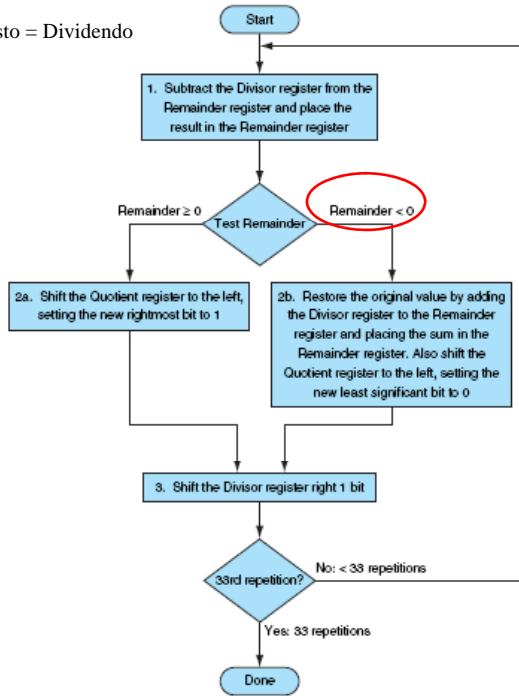 Start
sto = Dividendo
1. Subtract the Divisor register from the
Remainder register and place the
result in the Remainder register
Remainder ≥ 0
Test Remainder
Remainder < 0
2a. Shift the Quotient register to the left,
setting the new rightmost bit to 1
2b. Restore the original value by adding
the Divisor register to the Remainder
register and placing the sum in the
Remainder register. Also shift the
Quotient register to the left, setting the
new least significant bit to 0
3. Shift the Divisor register right 1 bit
33rd repetition?
No: < 33 repetitions
Yes: 33 repetitions
Done